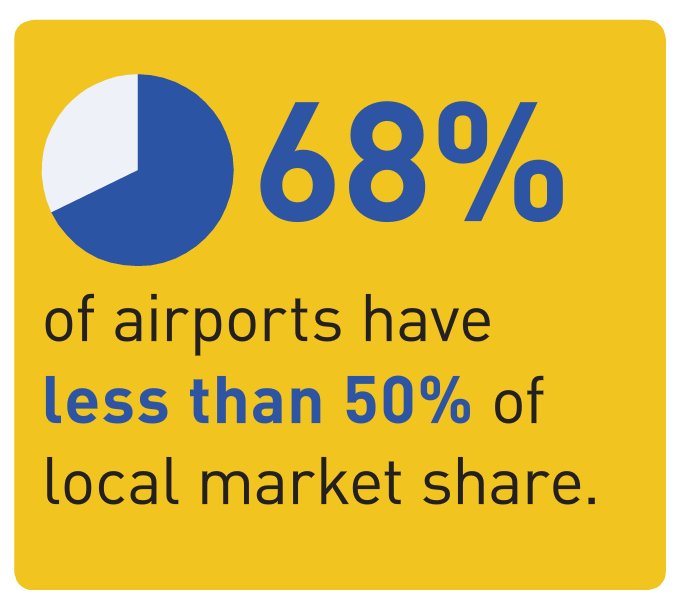 68%
of airports have
less than 50% of
local market share.